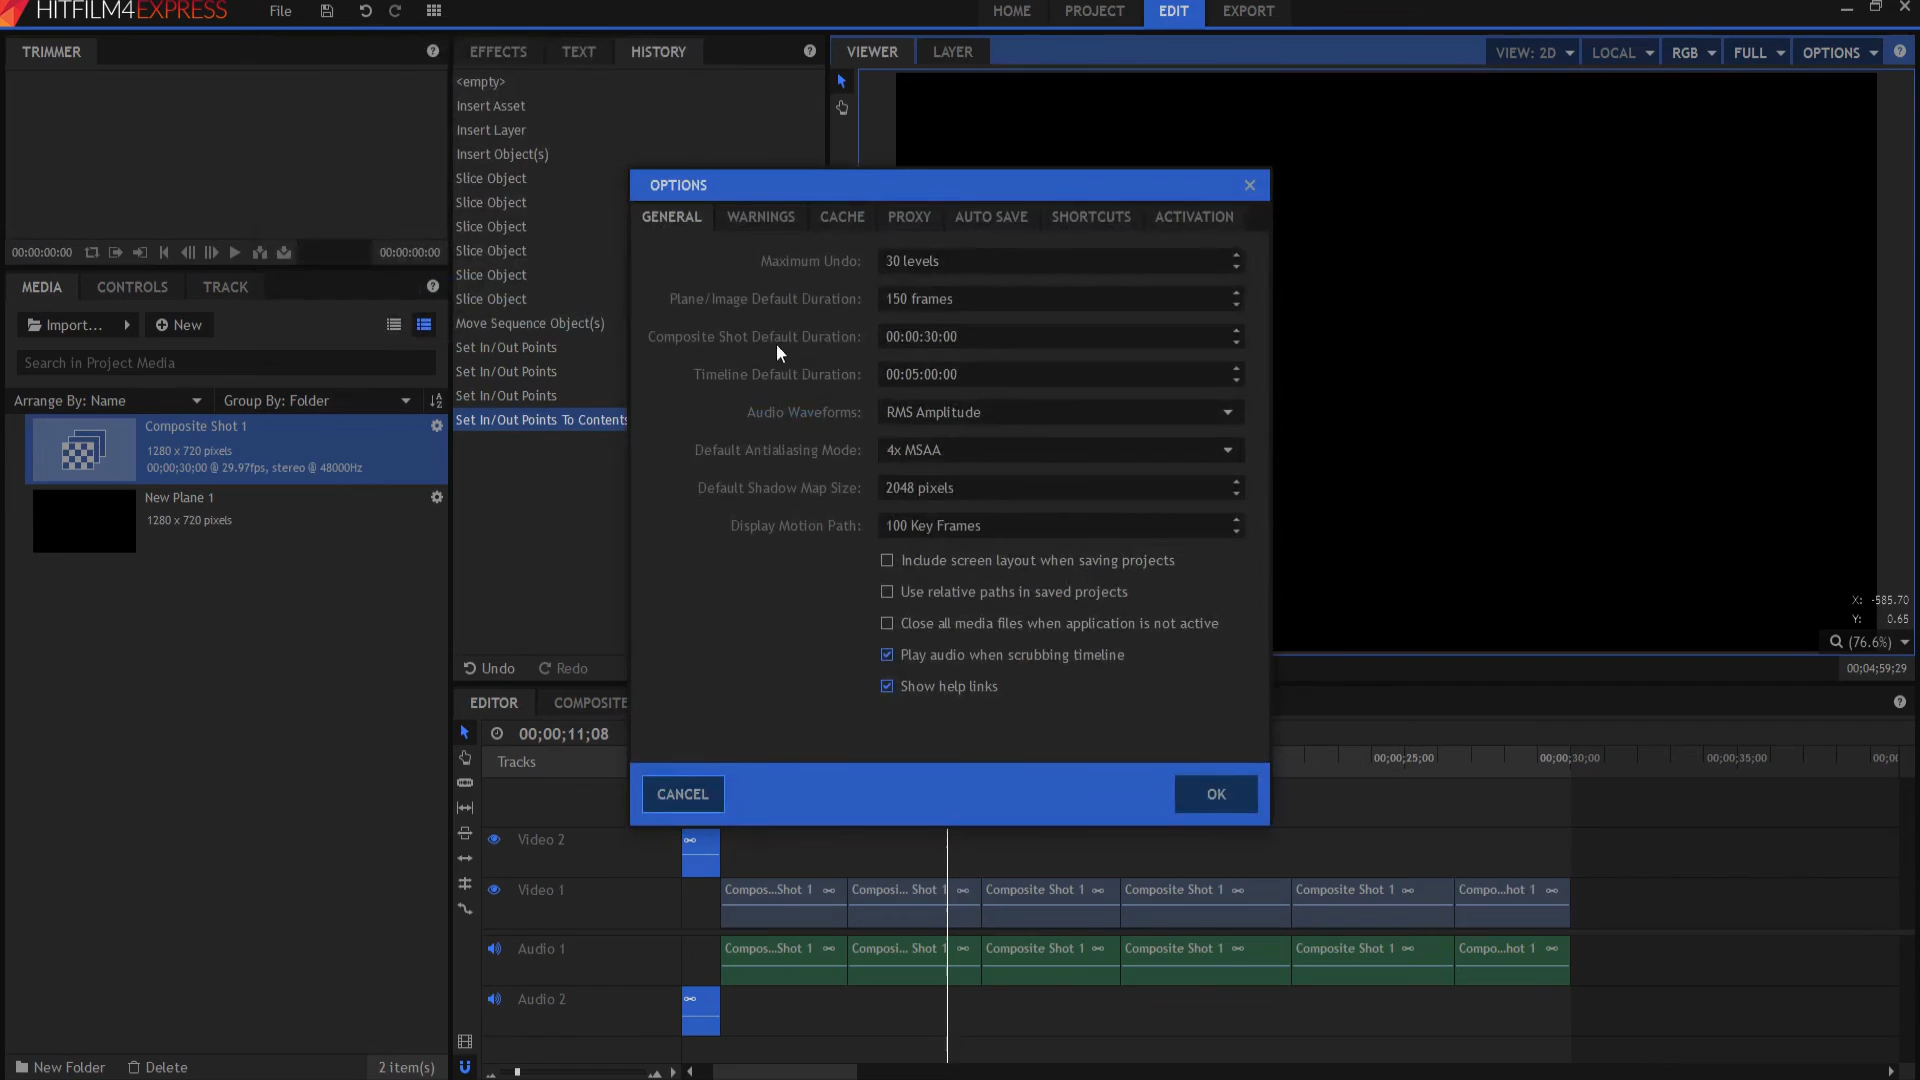 HITFILM4EXPRESS
File
HOME
PROJECT
EDIT
EXPORT
TRIMMER
EFFECTS
TEXT
HISTORY
VIEWER
LAYER
VIEW: 2D
LOCAL
RGB
FULL
OPTIONS
<empty>
Insert Asset
Insert Layer
Insert Object(s)
Slice Object
Slice Object
Slice Object
Slice Object
Slice Object
Slice Object
Move Sequence Object(s)
Set In/Out Points
Set In/Out Points
Set In/Out Points
Set In/Out Points To Contents
Undo
Redo
00:00:00:00
00:00:00:00
MEDIA
CONTROLS
TRACK
Import...
New
Search in Project Media
Arrange By: Name
Group By: Folder
Composite Shot 1
1280 x 720 pixels
00;00;30;00 @ 29.97fps, stereo @ 48000Hz
New Plane 1
1280 x 720 pixels
New Folder
Delete
2 item(s)
OPTIONS
GENERAL
WARNINGS
CACHE
PROXY
AUTO SAVE
SHORTCUTS
ACTIVATION
Maximum Undo: 30 levels
Plane/Image Default Duration: 150 frames
Composite Shot Default Duration: 00:00:30:00
Timeline Default Duration: 00:05:00:00
Audio Waveforms: RMS Amplitude
Default Antialiasing Mode: 4x MSAA
Default Shadow Map Size: 2048 pixels
Display Motion Path: 100 Key Frames
Include screen layout when saving projects
Use relative paths in saved projects
Close all media files when application is not active
Play audio when scrubbing timeline
Show help links
CANCEL
OK
X: -585.70
Y: 0.65
(76.6%)
00;04;59;29
EDITOR
COMPOSITE
00;00;11;08
Tracks
00;00;25;00
00;00;30;00
00;00;35;00
00;00
Video 2
Video 1
Compos...Shot 1
Composi... Shot 1
Composite Shot 1
Composite Shot 1
Composite Shot 1
Compo...hot 1
Audio 1
Compos...Shot 1
Composi... Shot 1
Composite Shot 1
Composite Shot 1
Composite Shot 1
Compo...hot 1
Audio 2